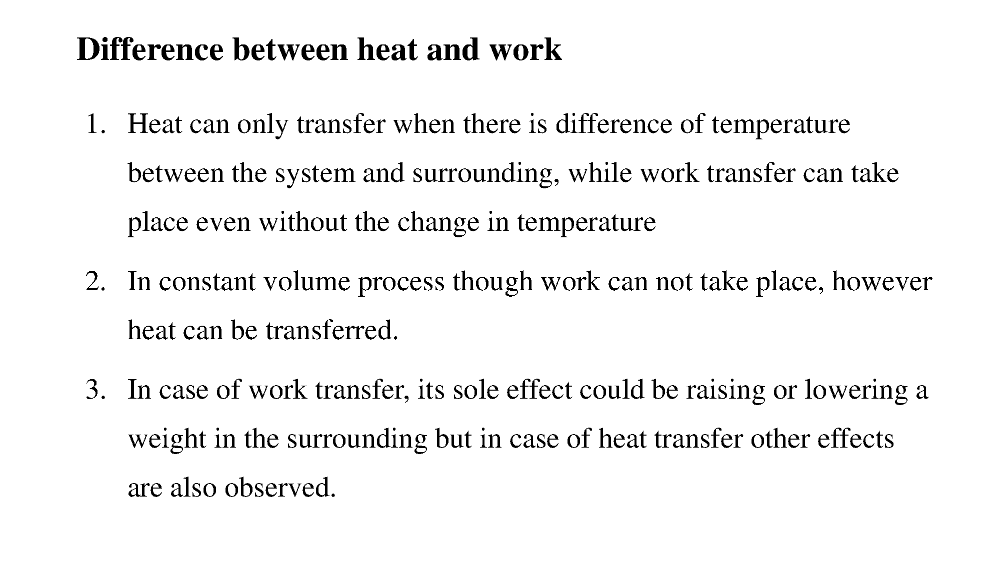 Difference between heat and work
1. Heat can only transfer when there is difference of temperature
between the system and surrounding, while work transfer can take
place even without the change in temperature
2. In constant volume process though work can not take place, however
heat can be transferred.
3. In case of work transfer, its sole effect could be raising or lowering a
weight in the surrounding but in case of heat transfer other effects
are also observed.